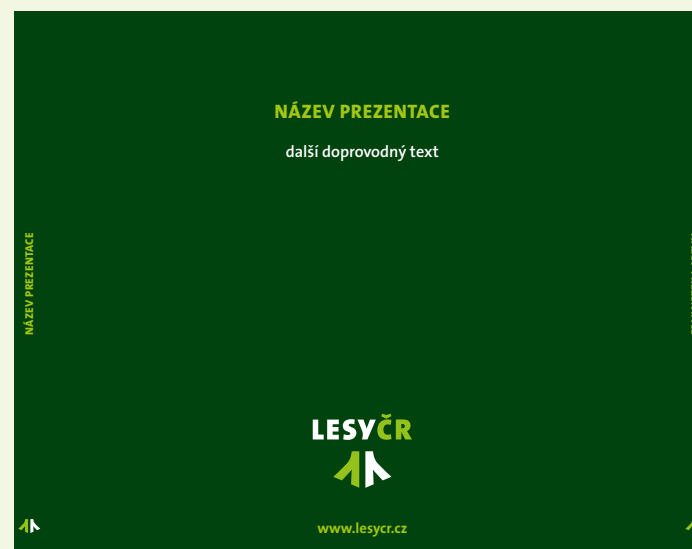 NÁZEV PREZENTACE
další doprovodný text
NÁZEV PREZENTACE
LESYČR
www.lesycr.cz